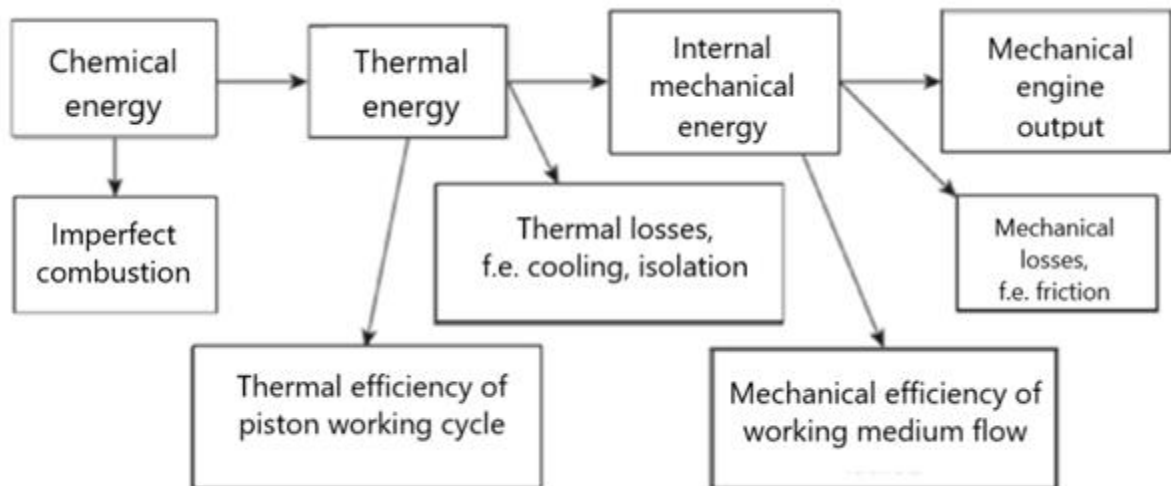 Chemical
energy
Thermal
energy
Internal
mechanical
energy
Mechanical
engine
output
Imperfect
combustion
Thermal losses,
f.e. cooling, isolation
Mechanical
losses,
f.e. friction
Thermal efficiency of
piston working cycle
Mechanical efficiency of
working medium flow